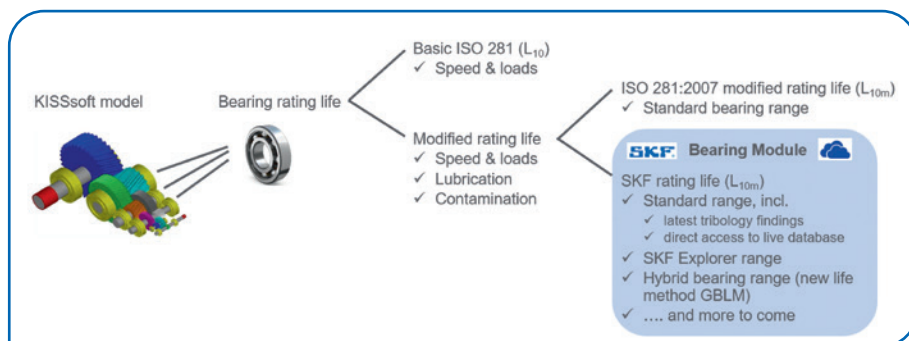 KISSsoft model
Bearing rating life
Basic ISO 281 (L10)
✓ Speed & loads
Modified rating life
✓ Speed & loads
✓ Lubrication
✓ Contamination
ISO 281:2007 modified rating life (L10m)
✓ Standard bearing range
SKF. Bearing Module
SKF rating life (L10m)
✓ Standard range, incl.
✓ latest tribology findings
✓ direct access to live database
✓ SKF Explorer range
✓ Hybrid bearing range (new life
method GBLM)
✓ .... and more to come